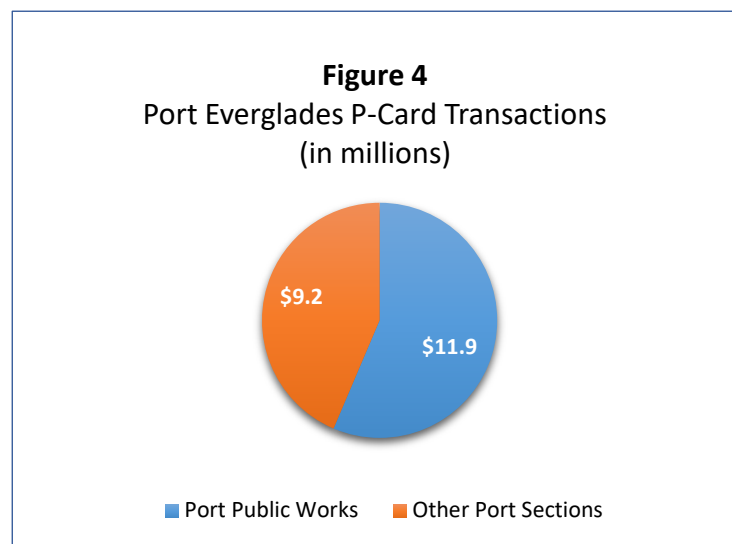 Figure 4
Port Everglades P-Card Transactions
(in millions)
$9.2
$11.9
Port Public Works
Other Port Sections